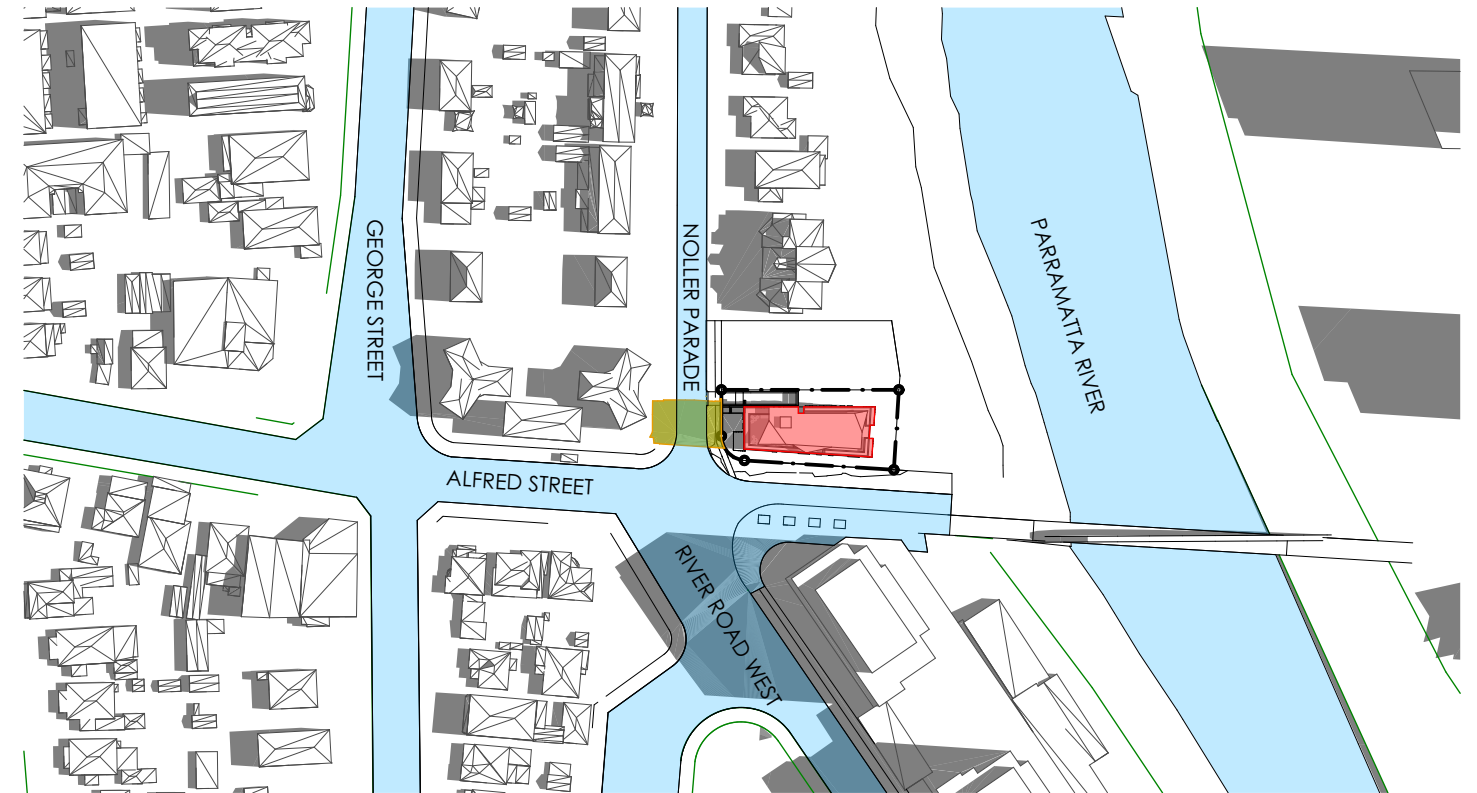 GEORGE STREET
NOLLER PARADE
PARRAMATTA RIVER
ALFRED STREET
RIVER ROAD WEST